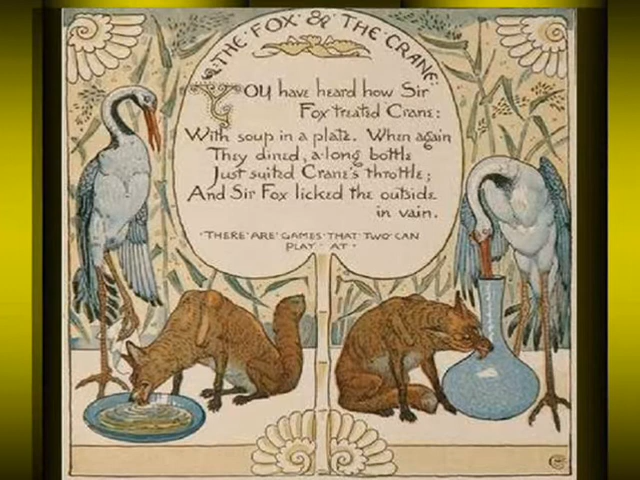 ·THE·FOX·&·THE·CRANE·
YOU have heard how Sir
Fox treated Crane:
With soup in a plate. When again
They dined, a long bottle
Just suited Crane's throttle;
And Sir Fox licked the outside
in vain.
·THERE·ARE·GAMES·THAT·TWO·CAN
PLAY·AT·